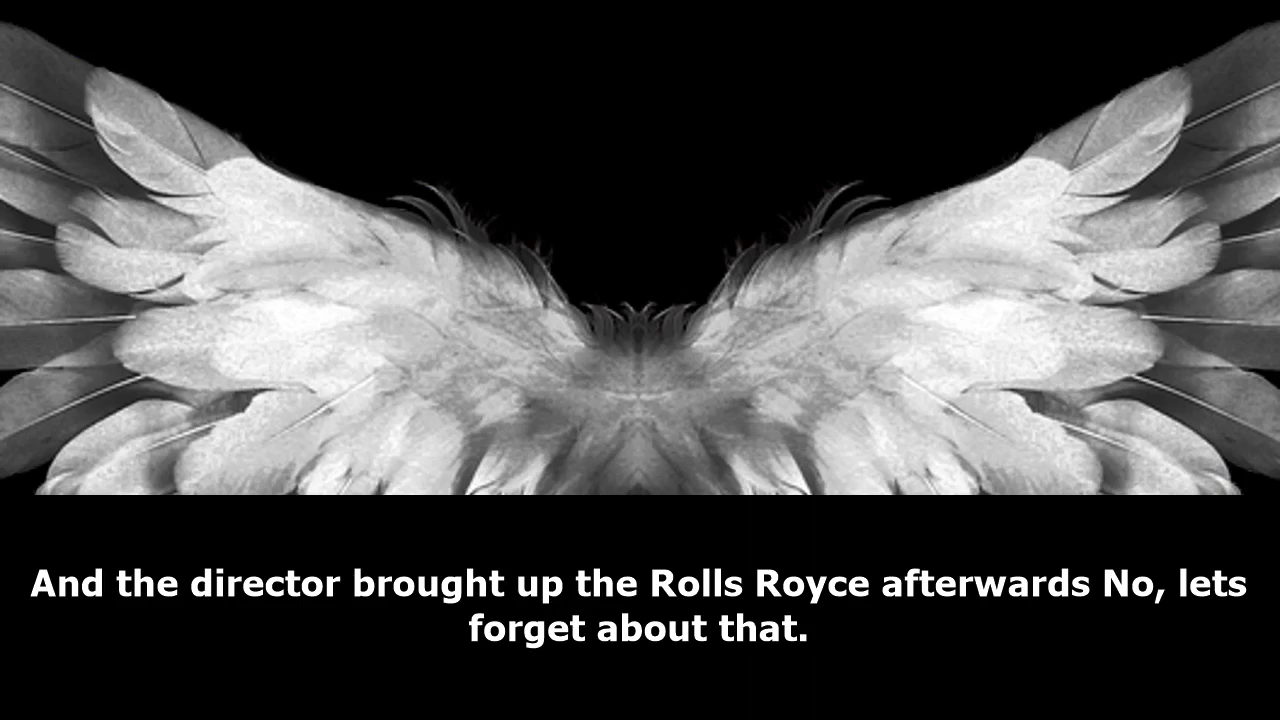 And the director brought up the Rolls Royce afterwards No, lets
forget about that.